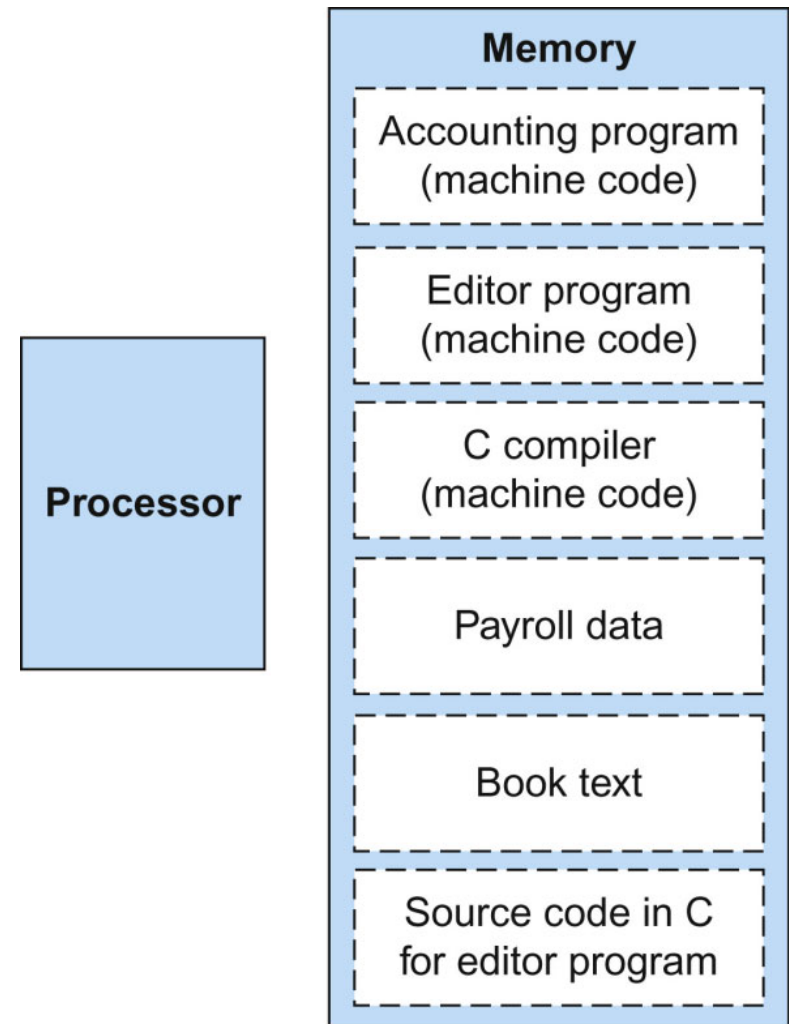 Memory
Accounting program
(machine code)
Editor program
(machine code)
C compiler
(machine code)
Processor
Payroll data
Book text
Source code in C
for editor program